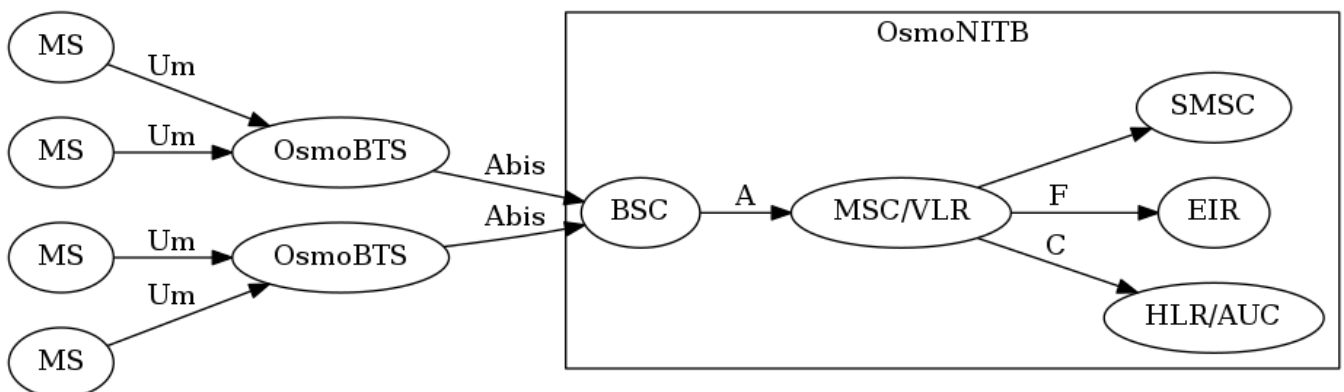 OsmoNITB
MS
Um
MS
Um
OsmoBTS
Abis
MS
Um
OsmoBTS
Abis
MS
Um
BSC
A
MSC/VLR
SMSC
F
EIR
C
HLR/AUC